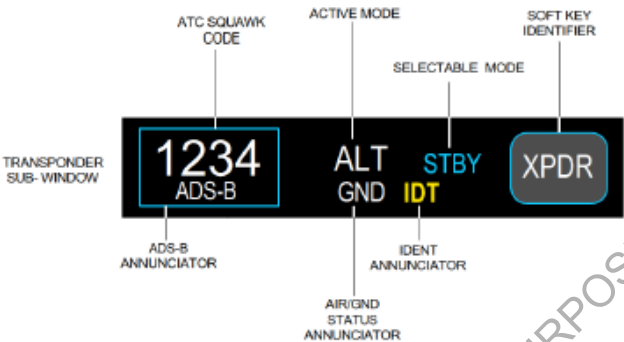 ATC SQUAWK
CODE
ACTIVE MODE
SOFT KEY
IDENTIFIER
SELECTABLE MODE
TRANSPONDER
SUB- WINDOW
1234
ADS-B
ALT
STBY
GND
IDT
XPDR
ADS-B
ANNUNCIATOR
IDENT
ANNUNCIATOR
AIR/GND
STATUS
ANNUNCIATOR